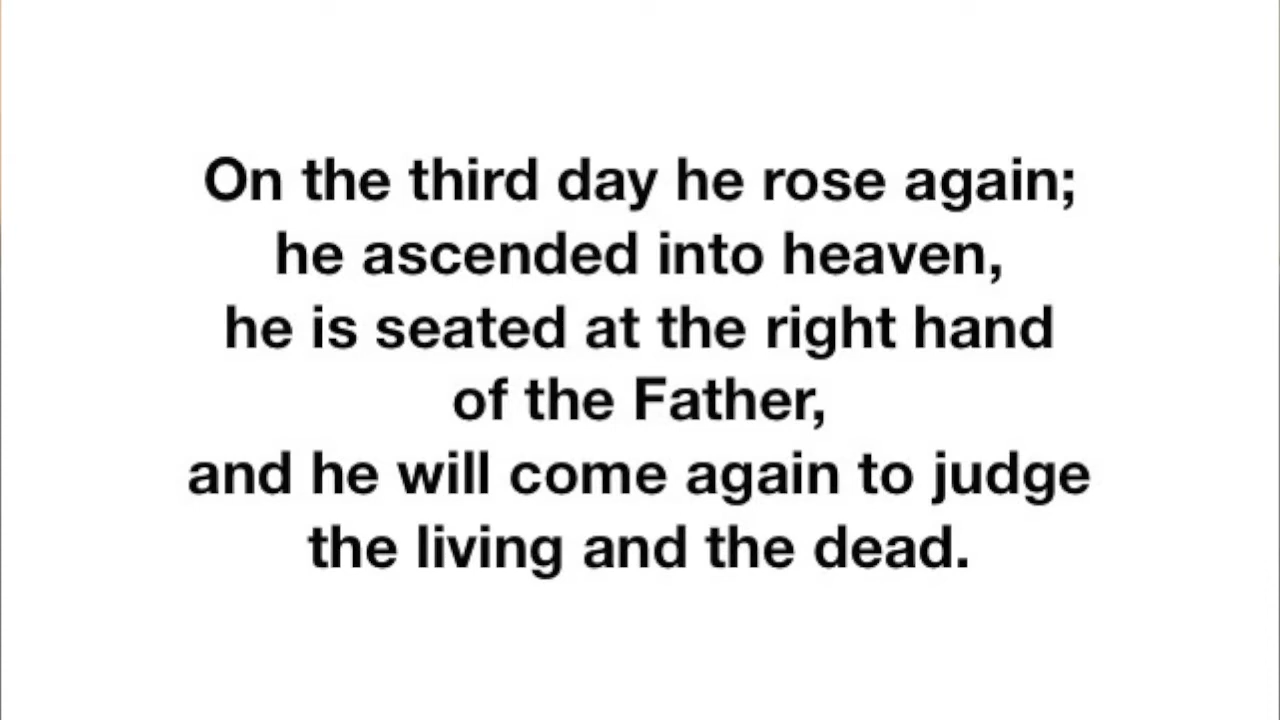 On the third day he rose again;
he ascended into heaven,
he is seated at the right hand
of the Father,
and he will come again to judge
the living and the dead.